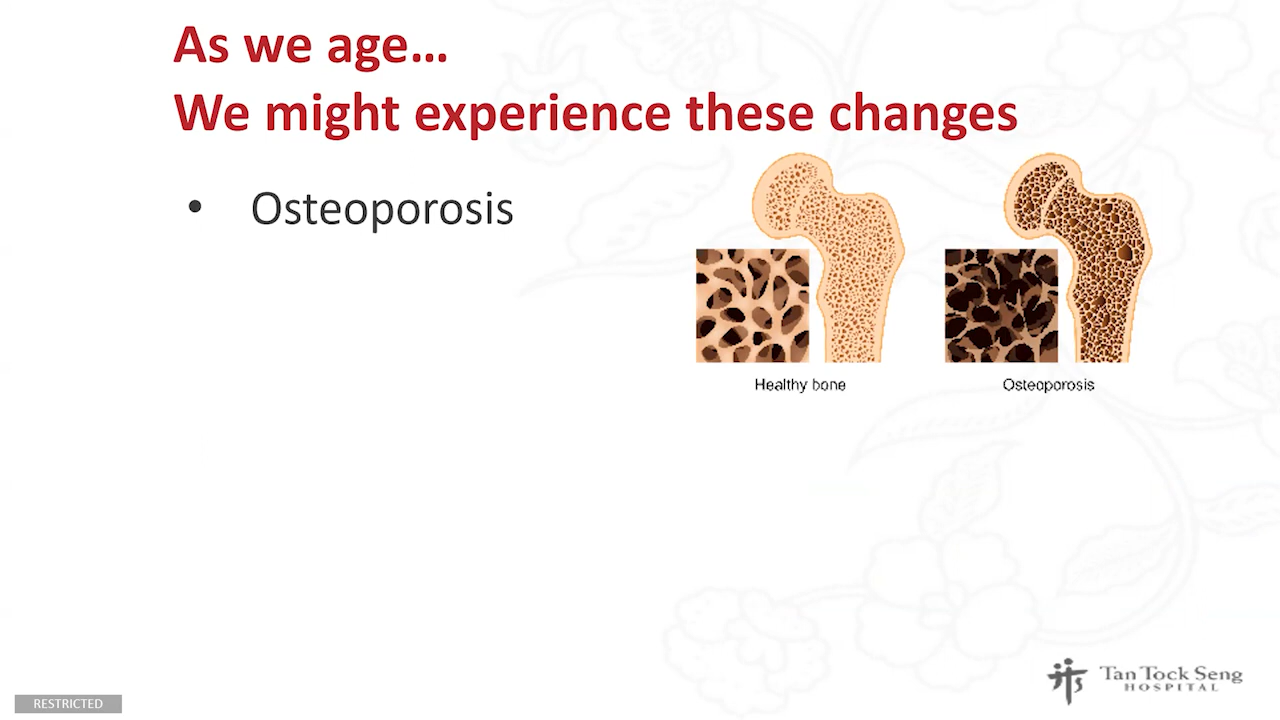 As we age…
We might experience these changes
• Osteoporosis
Healthy bone
Osteoporosis
Tan Tock Seng
HOSPITAL
RESTRICTED